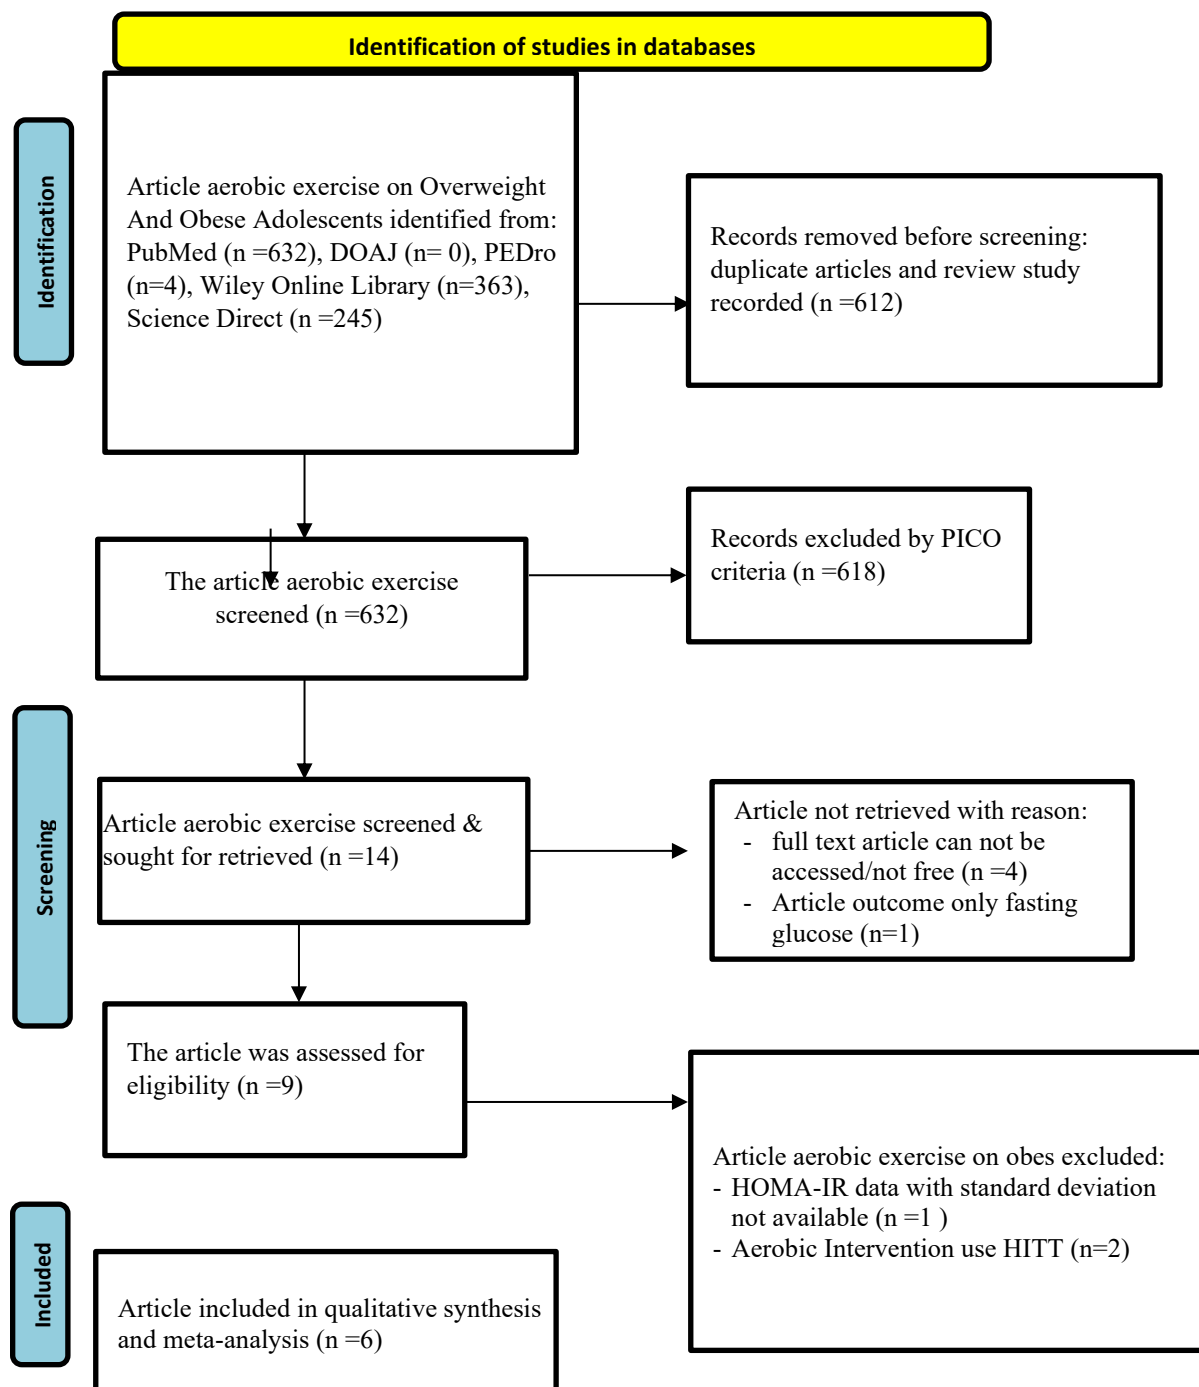 Identification of studies in databases
Identification
Article aerobic exercise on Overweight
And Obese Adolescents identified from:
PubMed (n =632), DOAJ (n= 0), PEDro
(n=4), Wiley Online Library (n=363),
Science Direct (n =245)
Records removed before screening:
duplicate articles and review study
recorded (n =612)
The article aerobic exercise
screened (n =632)
Records excluded by PICO
criteria (n =618)
Screening
Article aerobic exercise screened &
sought for retrieved (n =14)
Article not retrieved with reason:
- full text article can not be
accessed/not free (n =4)
- Article outcome only fasting
glucose (n=1)
The article was assessed for
eligibility (n =9)
Article aerobic exercise on obes excluded:
- HOMA-IR data with standard deviation
not available (n =1 )
- Aerobic Intervention use HITT (n=2)
Included
Article included in qualitative synthesis
and meta-analysis (n =6)